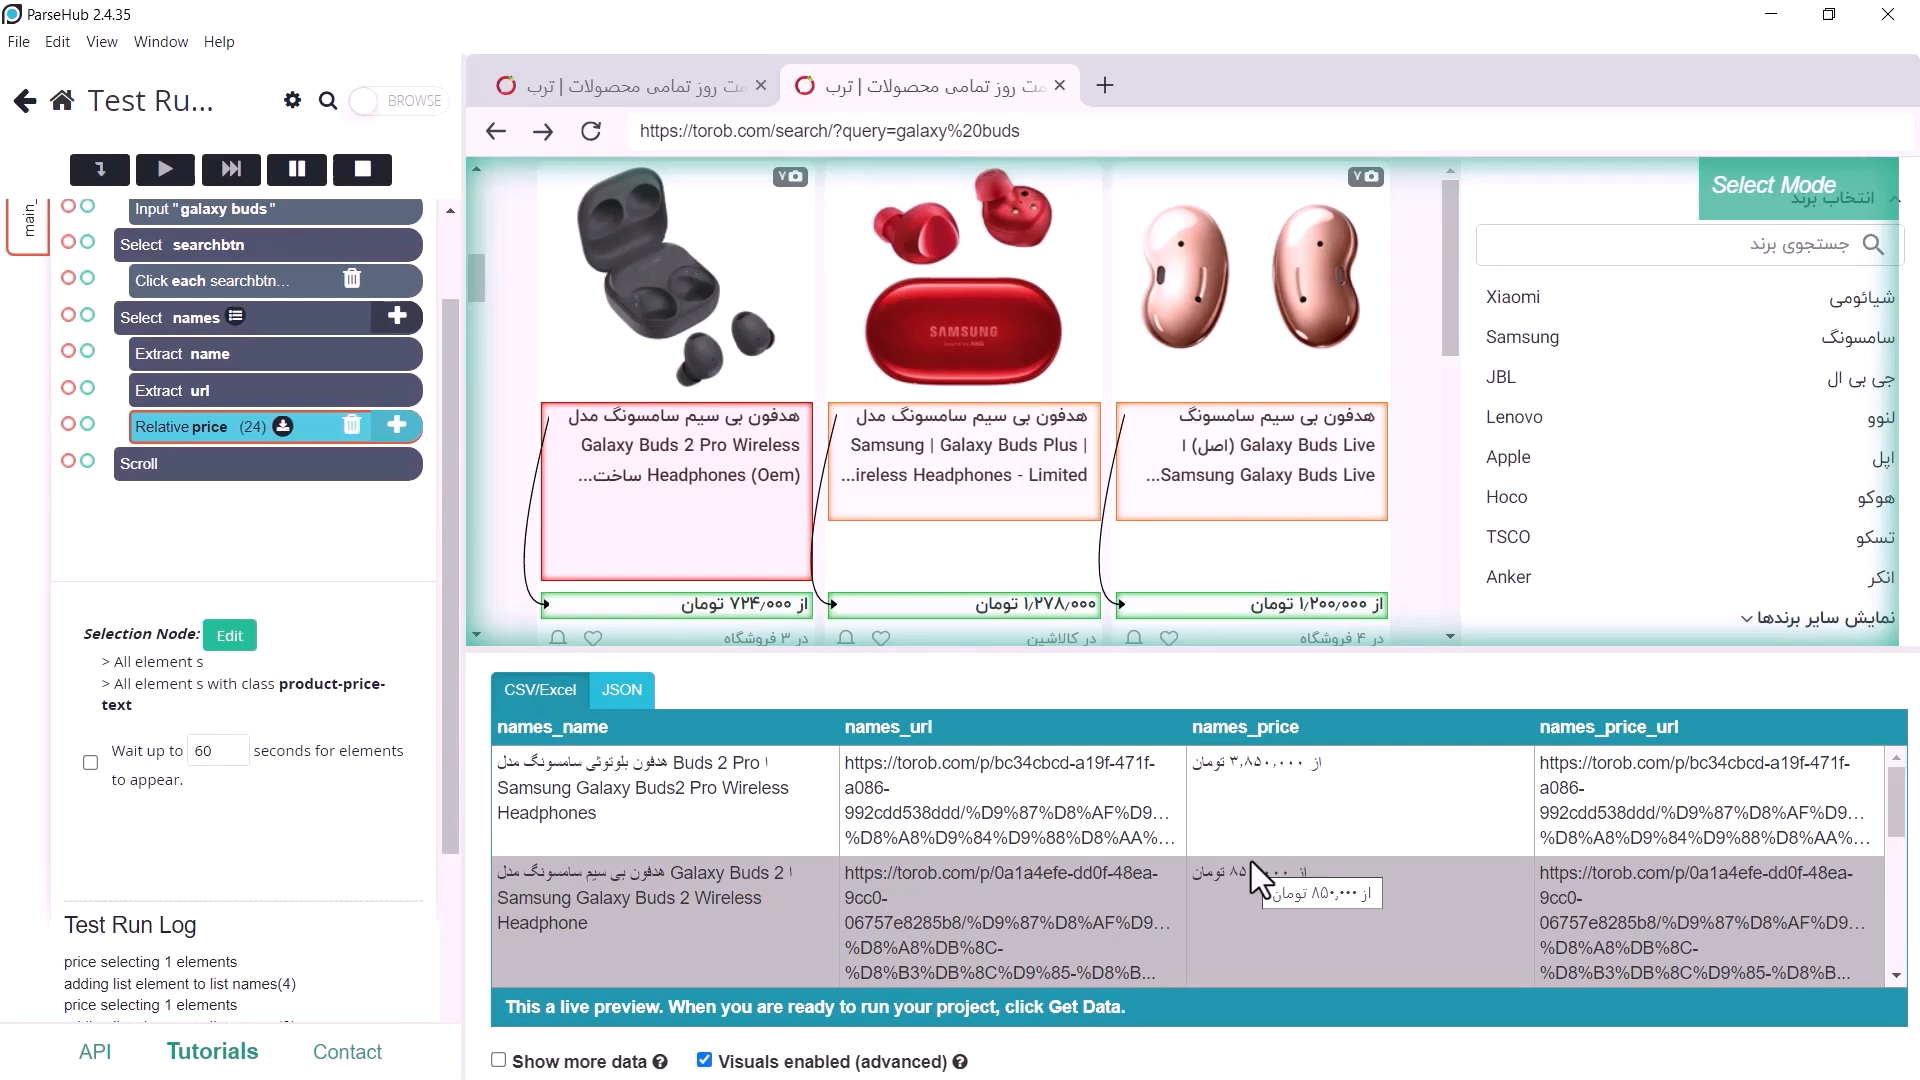 ParseHub 2.4.35
File Edit View Window Help
Test Ru...
BROWSE
مت روز تمامی محصولات | ترب
مت روز تمامی محصولات | ترب
https://torob.com/search/?query=galaxy%20buds
main_
Input "galaxy buds"
Select searchbtn
Click each searchbtn...
Select names
Extract name
Extract url
Relative price (24)
Scroll
Selection Node: Edit
> All element s
> All element s with class product-price-
text
Wait up to 60 seconds for elements
to appear.
Test Run Log
price selecting 1 elements
adding list element to list names(4)
price selecting 1 elements
API Tutorials Contact
۷
۷
SAMSUNG
هدفون بی سیم سامسونگ مدل
Galaxy Buds 2 Pro Wireless
Headphones (Oem) ساخت...
از ۷۲۴٫۰۰۰ تومان
در ۳ فروشگاه
هدفون بی سیم سامسونگ مدل
Samsung | Galaxy Buds Plus |
...ireless Headphones - Limited
از ۱٫۲۷۸٫۰۰۰ تومان
در کالاشین
هدفون بی سیم سامسونگ
Galaxy Buds Live (اصل) ا
Samsung Galaxy Buds Live...
از ۱٫۲۰۰٫۰۰۰ تومان
در ۴ فروشگاه
Select Mode
انتخاب برند
جستجوی برند
Xiaomi شیائومی
Samsung سامسونگ
JBL جی بی ال
Lenovo لنوو
Apple اپل
Hoco هوکو
TSCO تسکو
Anker انکر
نمایش سایر برندها
CSV/Excel JSON
names_name names_url names_price names_price_url
هدفون بلوتوثی سامسونگ مدل Buds 2 Pro ا
Samsung Galaxy Buds2 Pro Wireless
Headphones
https://torob.com/p/bc34cbcd-a19f-471f-
a086-
992cdd538ddd/%D9%87%D8%AF%D9...
%D8%A8%D9%84%D9%88%D8%AA%...
از ۳٫۸۵۰٫۰۰۰ تومان
https://torob.com/p/bc34cbcd-a19f-471f-
a086-
992cdd538ddd/%D9%87%D8%AF%D9...
%D8%A8%D9%84%D9%88%D8%AA%...
هدفون بی سیم سامسونگ مدل Galaxy Buds 2 ا
Samsung Galaxy Buds 2 Wireless
Headphone
https://torob.com/p/0a1a4efe-dd0f-48ea-
9cc0-
06757e8285b8/%D9%87%D8%AF%D9...
%D8%A8%DB%8C-
%D8%B3%DB%8C%D9%85-%D8%B...
از ۸۵۰٫۰۰۰ تومان
https://torob.com/p/0a1a4efe-dd0f-48ea-
9cc0-
06757e8285b8/%D9%87%D8%AF%D9...
%D8%A8%DB%8C-
%D8%B3%DB%8C%D9%85-%D8%B...
This a live preview. When you are ready to run your project, click Get Data.
Show more data Visuals enabled (advanced)